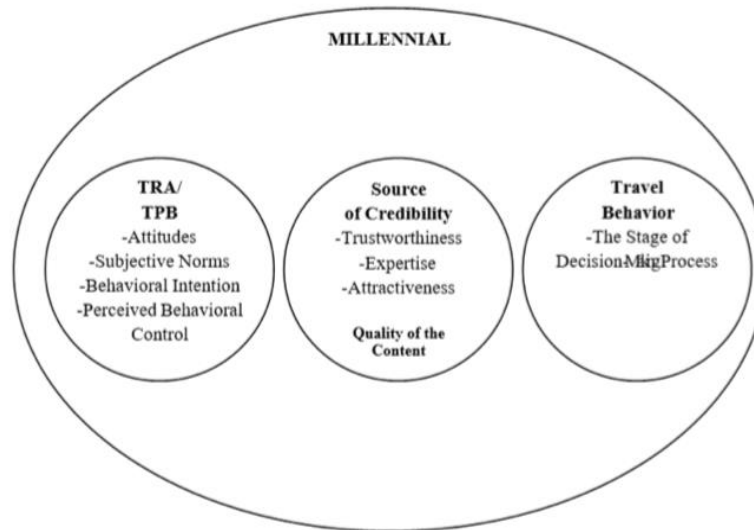 MILLENNIAL
TRA/
TPB
-Attitudes
-Subjective Norms
-Behavioral Intention
-Perceived Behavioral
Control
Source
of Credibility
-Trustworthiness
-Expertise
-Attractiveness
Quality of the
Content
Travel
Behavior
-The Stage of
Process